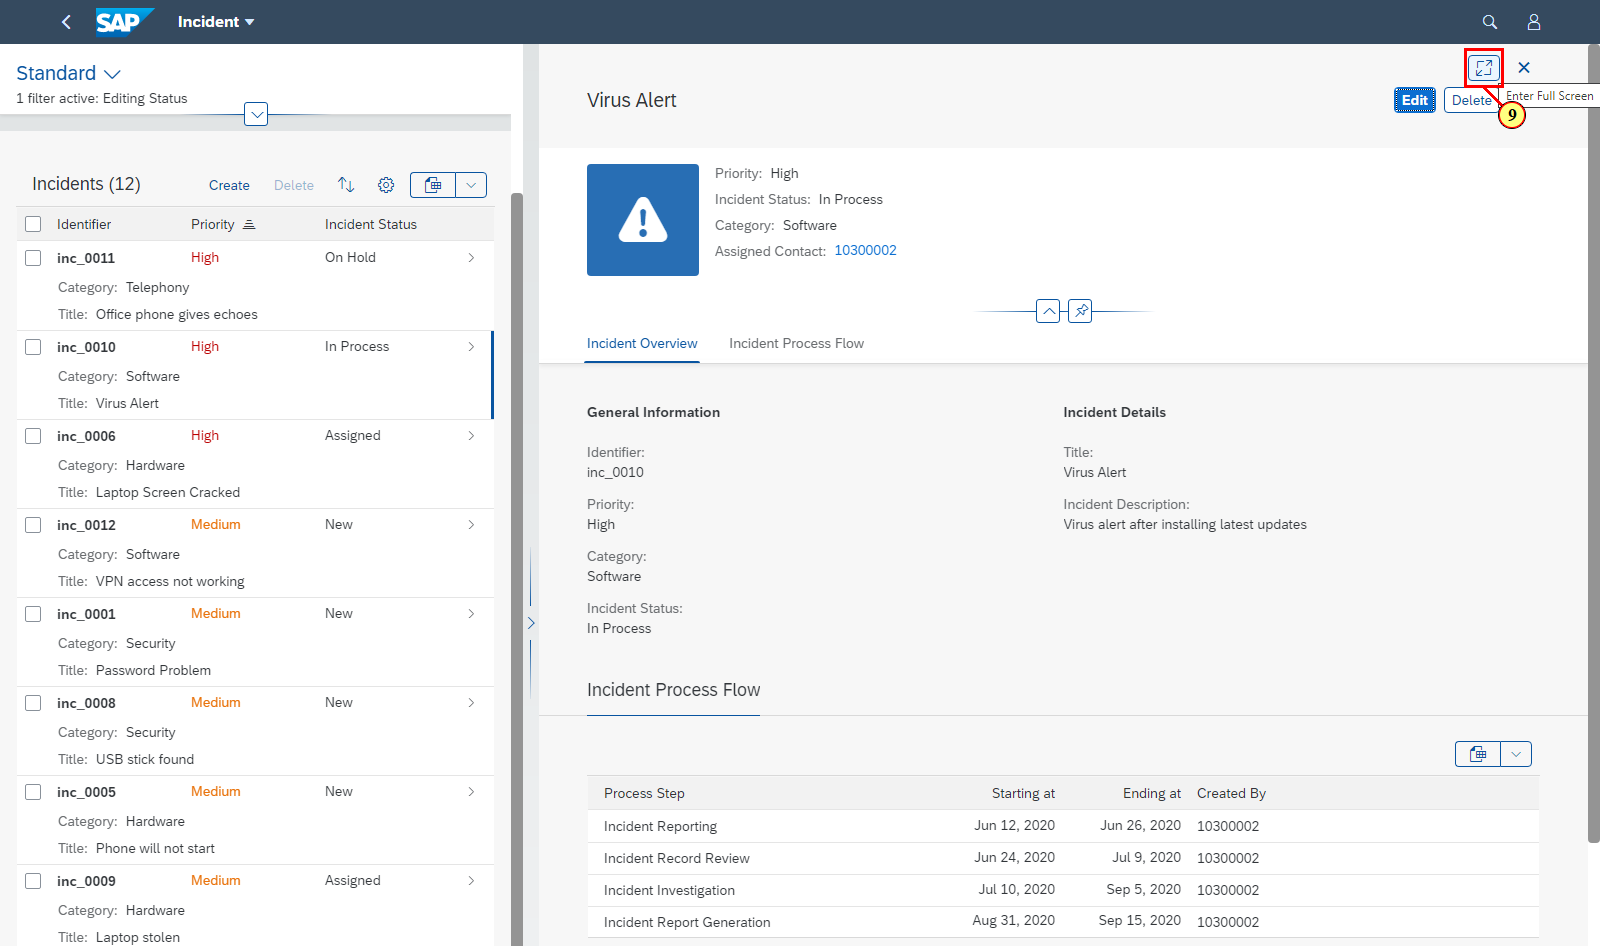 SAP Incident
Standard
1 filter active: Editing Status
Incidents (12) Create Delete
Identifier Priority Incident Status
inc_0011 High On Hold
Category: Telephony
Title: Office phone gives echoes
inc_0010 High In Process
Category: Software
Title: Virus Alert
inc_0006 High Assigned
Category: Hardware
Title: Laptop Screen Cracked
inc_0012 Medium New
Category: Software
Title: VPN access not working
inc_0001 Medium New
Category: Security
Title: Password Problem
inc_0008 Medium New
Category: Security
Title: USB stick found
inc_0005 Medium New
Category: Hardware
Title: Phone will not start
inc_0009 Medium Assigned
Category: Hardware
Title: Laptop stolen
Virus Alert
Edit Delete
Enter Full Screen
9
Priority: High
Incident Status: In Process
Category: Software
Assigned Contact: 10300002
Incident Overview Incident Process Flow
General Information
Identifier:
inc_0010
Priority:
High
Category:
Software
Incident Status:
In Process
Incident Details
Title:
Virus Alert
Incident Description:
Virus alert after installing latest updates
Incident Process Flow
Process Step Starting at Ending at Created By
Incident Reporting Jun 12, 2020 Jun 26, 2020 10300002
Incident Record Review Jun 24, 2020 Jul 9, 2020 10300002
Incident Investigation Jul 10, 2020 Sep 5, 2020 10300002
Incident Report Generation Aug 31, 2020 Sep 15, 2020 10300002